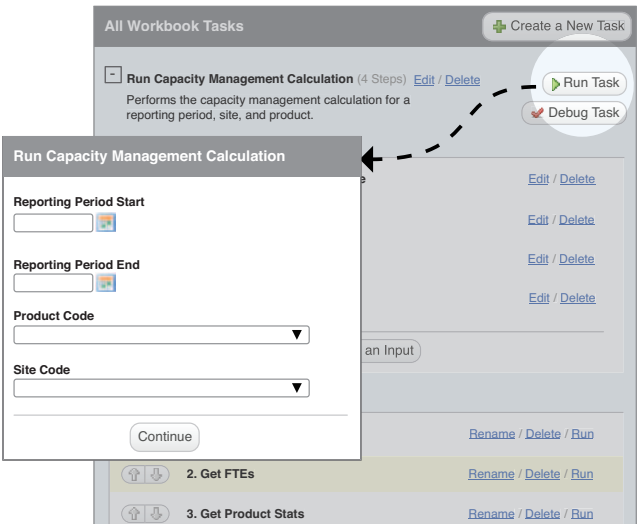 All Workbook Tasks
Create a New Task
- Run Capacity Management Calculation (4 Steps) Edit / Delete
Run Task
Performs the capacity management calculation for a
reporting period, site, and product.
Debug Task
Run Capacity Management Calculation
Edit / Delete
Reporting Period Start
Edit / Delete
Reporting Period End
Edit / Delete
Edit / Delete
Product Code
an Input
Site Code
Continue
Rename / Delete / Run
2. Get FTEs
Rename / Delete / Run
3. Get Product Stats
Rename / Delete / Run